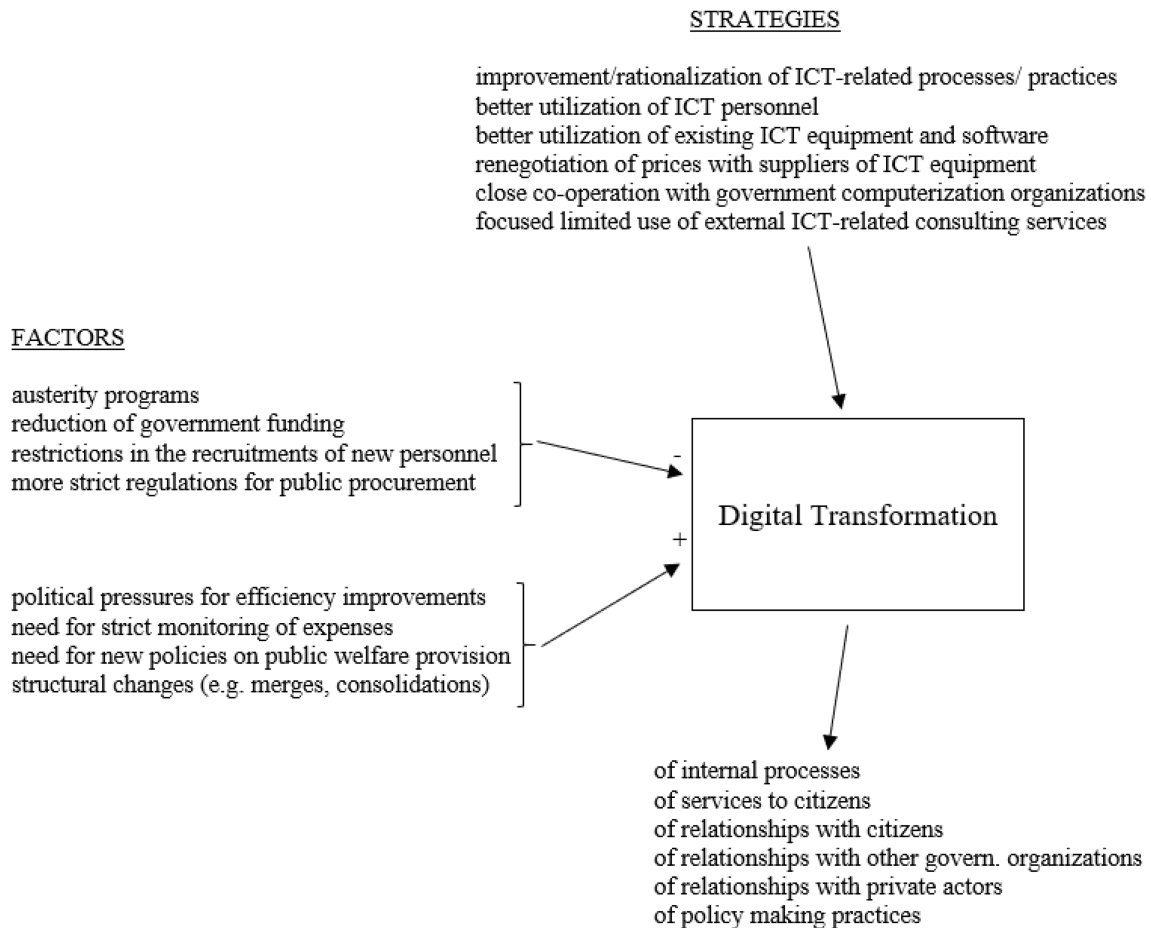 STRATEGIES
improvement/rationalization of ICT-related processes/ practices
better utilization of ICT personnel
better utilization of existing ICT equipment and software
renegotiation of prices with suppliers of ICT equipment
close co-operation with government computerization organizations
focused limited use of external ICT-related consulting services
FACTORS
austerity programs
reduction of government funding
restrictions in the recruitments of new personnel
more strict regulations for public procurement
-
Digital Transformation
+
political pressures for efficiency improvements
need for strict monitoring of expenses
need for new policies on public welfare provision
structural changes (e.g. merges, consolidations)
of internal processes
of services to citizens
of relationships with citizens
of relationships with other govern. organizations
of relationships with private actors
of policy making practices